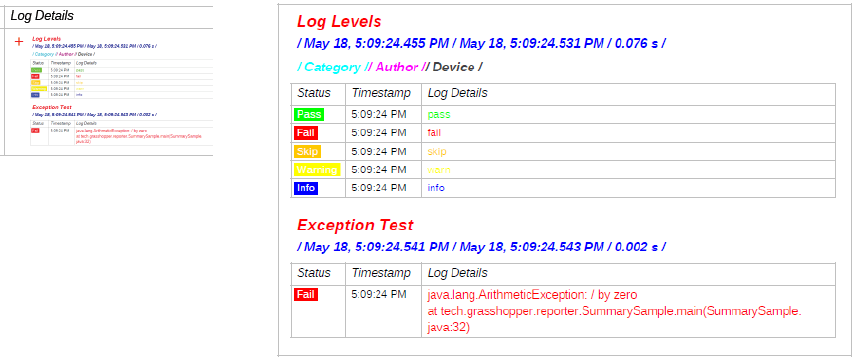 Log Details
Log Levels
/ May 18, 5:09:24.455 PM / May 18, 5:09:24.531 PM / 0.076 s /
/ Category // Author // Device /
Status Timestamp Log Details
Pass 5:09:24 PM pass
Fail 5:09:24 PM fail
Skip 5:09:24 PM skip
Warning 5:09:24 PM warn
Info 5:09:24 PM info
Exception Test
/ May 18, 5:09:24.541 PM / May 18, 5:09:24.543 PM / 0.002 s /
Status Timestamp Log Details
Fail 5:09:24 PM java.lang.ArithmeticException: / by zero
at tech.grasshopper.reporter.SummarySample.main(SummarySample.
java:32)
Log Levels
/ May 18, 5:09:24.455 PM / May 18, 5:09:24.531 PM / 0.076 s /
/ Category // Author // Device /
Status Timestamp Log Details
Pass 5:09:24 PM pass
Fail 5:09:24 PM fail
Skip 5:09:24 PM skip
Warning 5:09:24 PM warn
Info 5:09:24 PM info
Exception Test
/ May 18, 5:09:24.541 PM / May 18, 5:09:24.543 PM / 0.002 s /
Status Timestamp Log Details
Fail 5:09:24 PM java.lang.ArithmeticException: / by zero
at tech.grasshopper.reporter.SummarySample.main(SummarySample.
java:32)